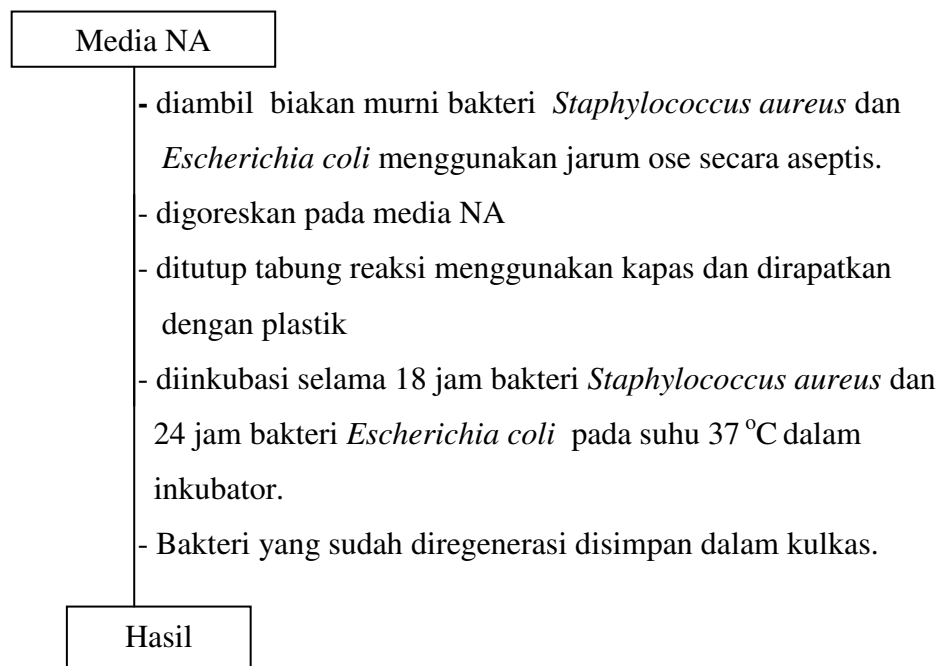 Media NA
- diambil biakan murni bakteri Staphylococcus aureus dan
Escherichia coli menggunakan jarum ose secara aseptis.
- digoreskan pada media NA
- ditutup tabung reaksi menggunakan kapas dan dirapatkan
dengan plastik
- diinkubasi selama 18 jam bakteri Staphylococcus aureus dan
24 jam bakteri Escherichia coli pada suhu 37 °C dalam
inkubator.
- Bakteri yang sudah diregenerasi disimpan dalam kulkas.
Hasil